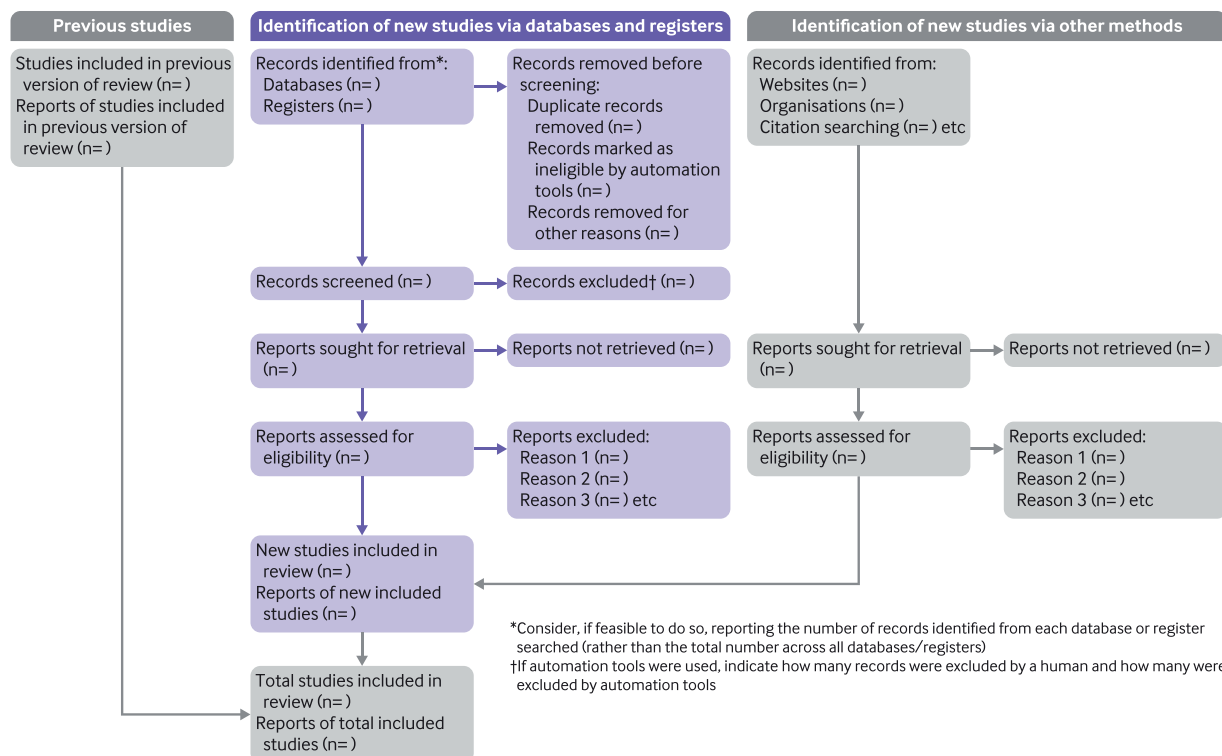 Previous studies
Identification of new studies via databases and registers
Identification of new studies via other methods
Studies included in previous
version of review (n= )
Reports of studies included
in previous version of
review (n= )
Records identified from*:
Databases (n= )
Registers (n= )
Records removed before
screening:
Duplicate records
removed (n= )
Records marked as
ineligible by automation
tools (n= )
Records removed for
other reasons (n= )
Records identified from:
Websites (n= )
Organisations (n= )
Citation searching (n= ) etc
Records screened (n= )
Records excluded† (n= )
Reports sought for retrieval
(n= )
Reports not retrieved (n= )
Reports sought for retrieval
(n= )
Reports not retrieved (n= )
Reports assessed for
eligibility (n= )
Reports excluded:
Reason 1 (n= )
Reason 2 (n= )
Reason 3 (n= ) etc
Reports assessed for
eligibility (n= )
Reports excluded:
Reason 1 (n= )
Reason 2 (n= )
Reason 3 (n= ) etc
New studies included in
review (n= )
Reports of new included
studies (n= )
Total studies included in
review (n= )
Reports of total included
studies (n= )
*Consider, if feasible to do so, reporting the number of records identified from each database or register
searched (rather than the total number across all databases/registers)
†If automation tools were used, indicate how many records were excluded by a human and how many were
excluded by automation tools